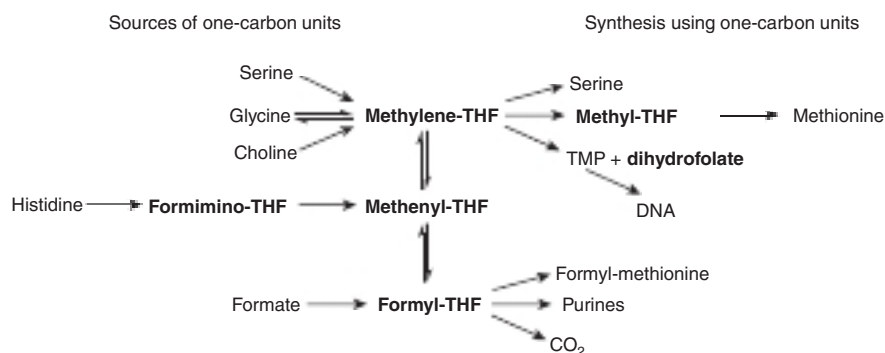 Sources of one-carbon units
Synthesis using one-carbon units
Serine
Serine
Glycine
Methylene-THF
Methyl-THF
Methionine
Choline
TMP + dihydrofolate
DNA
Histidine
Formimino-THF
Methenyl-THF
Formyl-methionine
Formate
Formyl-THF
Purines
CO₂